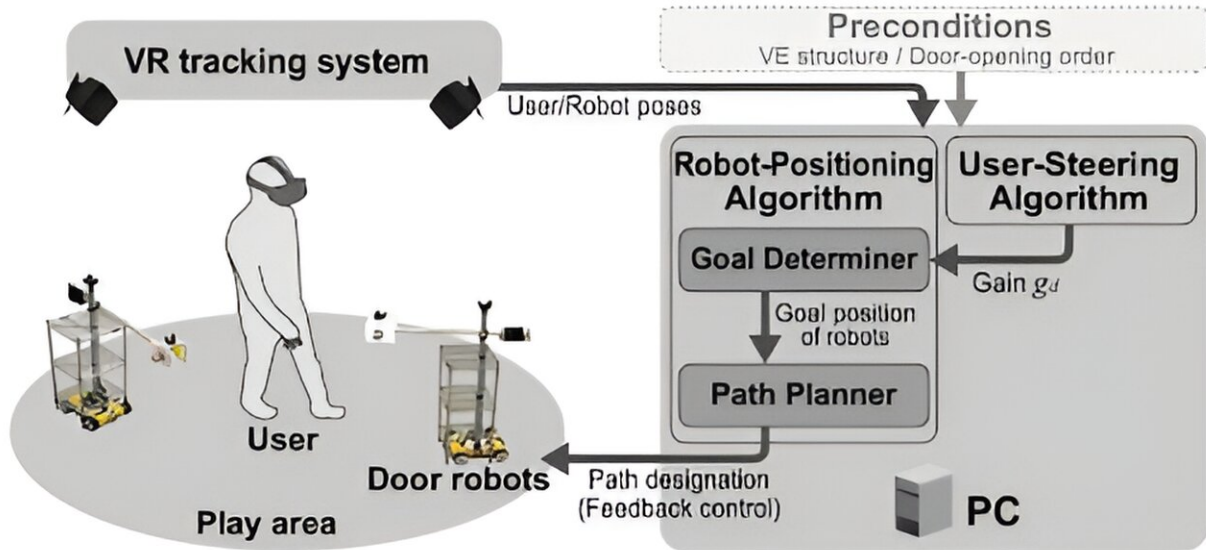 VR tracking system
Preconditions
VE structure / Door-opening order
User/Robot poses
Robot-Positioning
Algorithm
User-Steering
Algorithm
Goal Determiner
Gain g_d
Goal position
of robots
Path Planner
User
Door robots
Path designation
(Feedback control)
Play area
PC